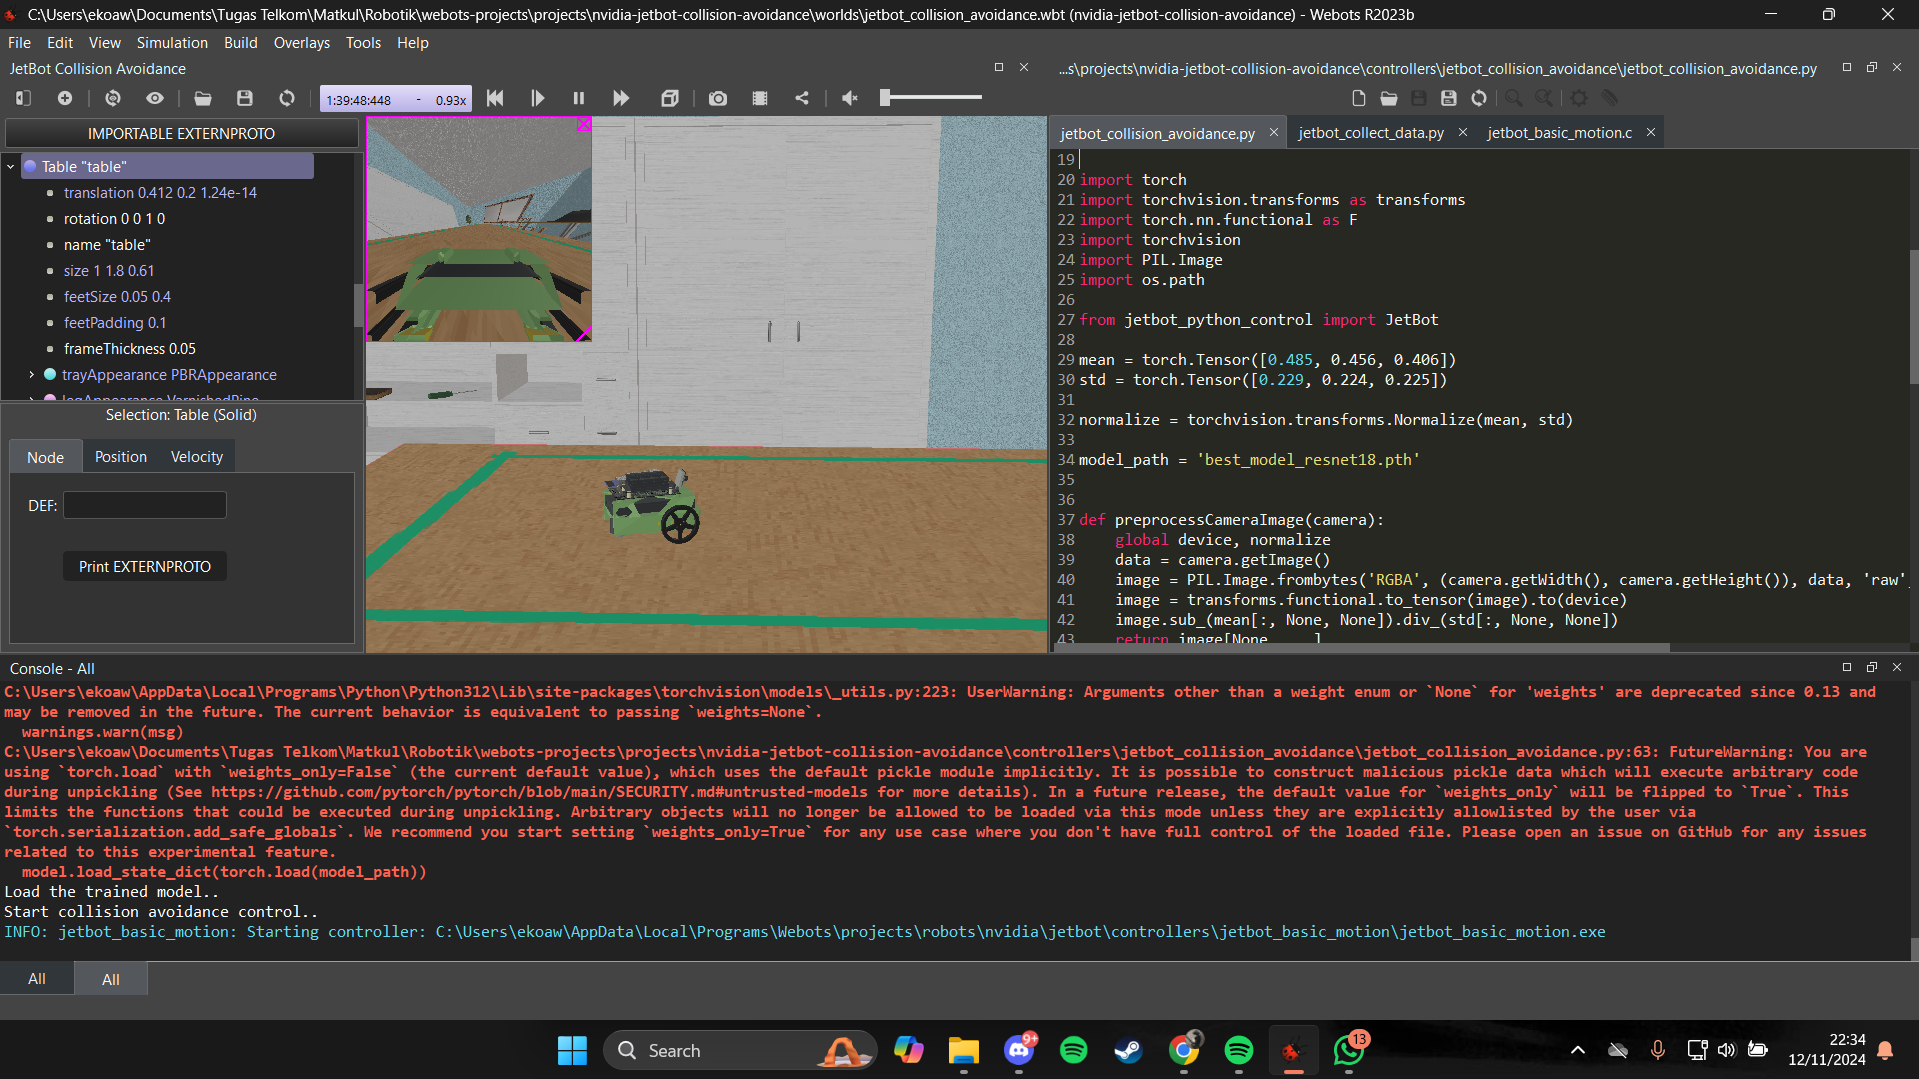 C:\Users\ekoaw\Documents\Tugas Telkom\Matkul\Robotik\webots-projects\projects\nvidia-jetbot-collision-avoidance\worlds\jetbot_collision_avoidance.wbt (nvidia-jetbot-collision-avoidance) - Webots R2023b
File Edit View Simulation Build Overlays Tools Help
JetBot Collision Avoidance
...s\projects\nvidia-jetbot-collision-avoidance\controllers\jetbot_collision_avoidance\jetbot_collision_avoidance.py
1:39:48:448 - 0.93x
IMPORTABLE EXTERNPROTO
Table "table"
translation 0.412 0.2 1.24e-14
rotation 0 0 1 0
name "table"
size 1 1.8 0.61
feetSize 0.05 0.4
feetPadding 0.1
frameThickness 0.05
trayAppearance PBRAppearance
legAppearance VarnishedPine
Selection: Table (Solid)
Node Position Velocity
DEF:
Print EXTERNPROTO
jetbot_collision_avoidance.py jetbot_collect_data.py jetbot_basic_motion.c
19
20 import torch
21 import torchvision.transforms as transforms
22 import torch.nn.functional as F
23 import torchvision
24 import PIL.Image
25 import os.path
26
27 from jetbot_python_control import JetBot
28
29 mean = torch.Tensor([0.485, 0.456, 0.406])
30 std = torch.Tensor([0.229, 0.224, 0.225])
31
32 normalize = torchvision.transforms.Normalize(mean, std)
33
34 model_path = 'best_model_resnet18.pth'
35
36
37 def preprocessCameraImage(camera):
38 global device, normalize
39 data = camera.getImage()
40 image = PIL.Image.frombytes('RGBA', (camera.getWidth(), camera.getHeight()), data, 'raw'
41 image = transforms.functional.to_tensor(image).to(device)
42 image.sub_(mean[:, None, None]).div_(std[:, None, None])
43 return image[None, ...]
Console - All
C:\Users\ekoaw\AppData\Local\Programs\Python\Python312\Lib\site-packages\torchvision\models\_utils.py:223: UserWarning: Arguments other than a weight enum or `None` for 'weights' are deprecated since 0.13 and
may be removed in the future. The current behavior is equivalent to passing `weights=None`.
warnings.warn(msg)
C:\Users\ekoaw\Documents\Tugas Telkom\Matkul\Robotik\webots-projects\projects\nvidia-jetbot-collision-avoidance\controllers\jetbot_collision_avoidance\jetbot_collision_avoidance.py:63: FutureWarning: You are
using `torch.load` with `weights_only=False` (the current default value), which uses the default pickle module implicitly. It is possible to construct malicious pickle data which will execute arbitrary code
during unpickling (See https://github.com/pytorch/pytorch/blob/main/SECURITY.md#untrusted-models for more details). In a future release, the default value for `weights_only` will be flipped to `True`. This
limits the functions that could be executed during unpickling. Arbitrary objects will no longer be allowed to be loaded via this mode unless they are explicitly allowlisted by the user via
`torch.serialization.add_safe_globals`. We recommend you start setting `weights_only=True` for any use case where you don't have full control of the loaded file. Please open an issue on GitHub for any issues
related to this experimental feature.
model.load_state_dict(torch.load(model_path))
Load the trained model..
Start collision avoidance control..
INFO: jetbot_basic_motion: Starting controller: C:\Users\ekoaw\AppData\Local\Programs\Webots\projects\robots\nvidia\jetbot\controllers\jetbot_basic_motion\jetbot_basic_motion.exe
All All
Search
9+
13
22:34
12/11/2024